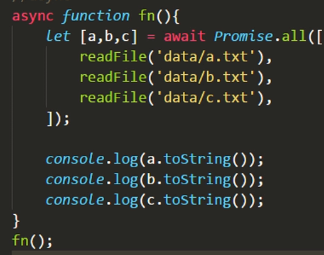 async function fn(){
    let [a,b,c] = await Promise.all([
        readFile('data/a.txt'),
        readFile('data/b.txt'),
        readFile('data/c.txt'),
    ]);

    console.log(a.toString());
    console.log(b.toString());
    console.log(c.toString());
}
fn();